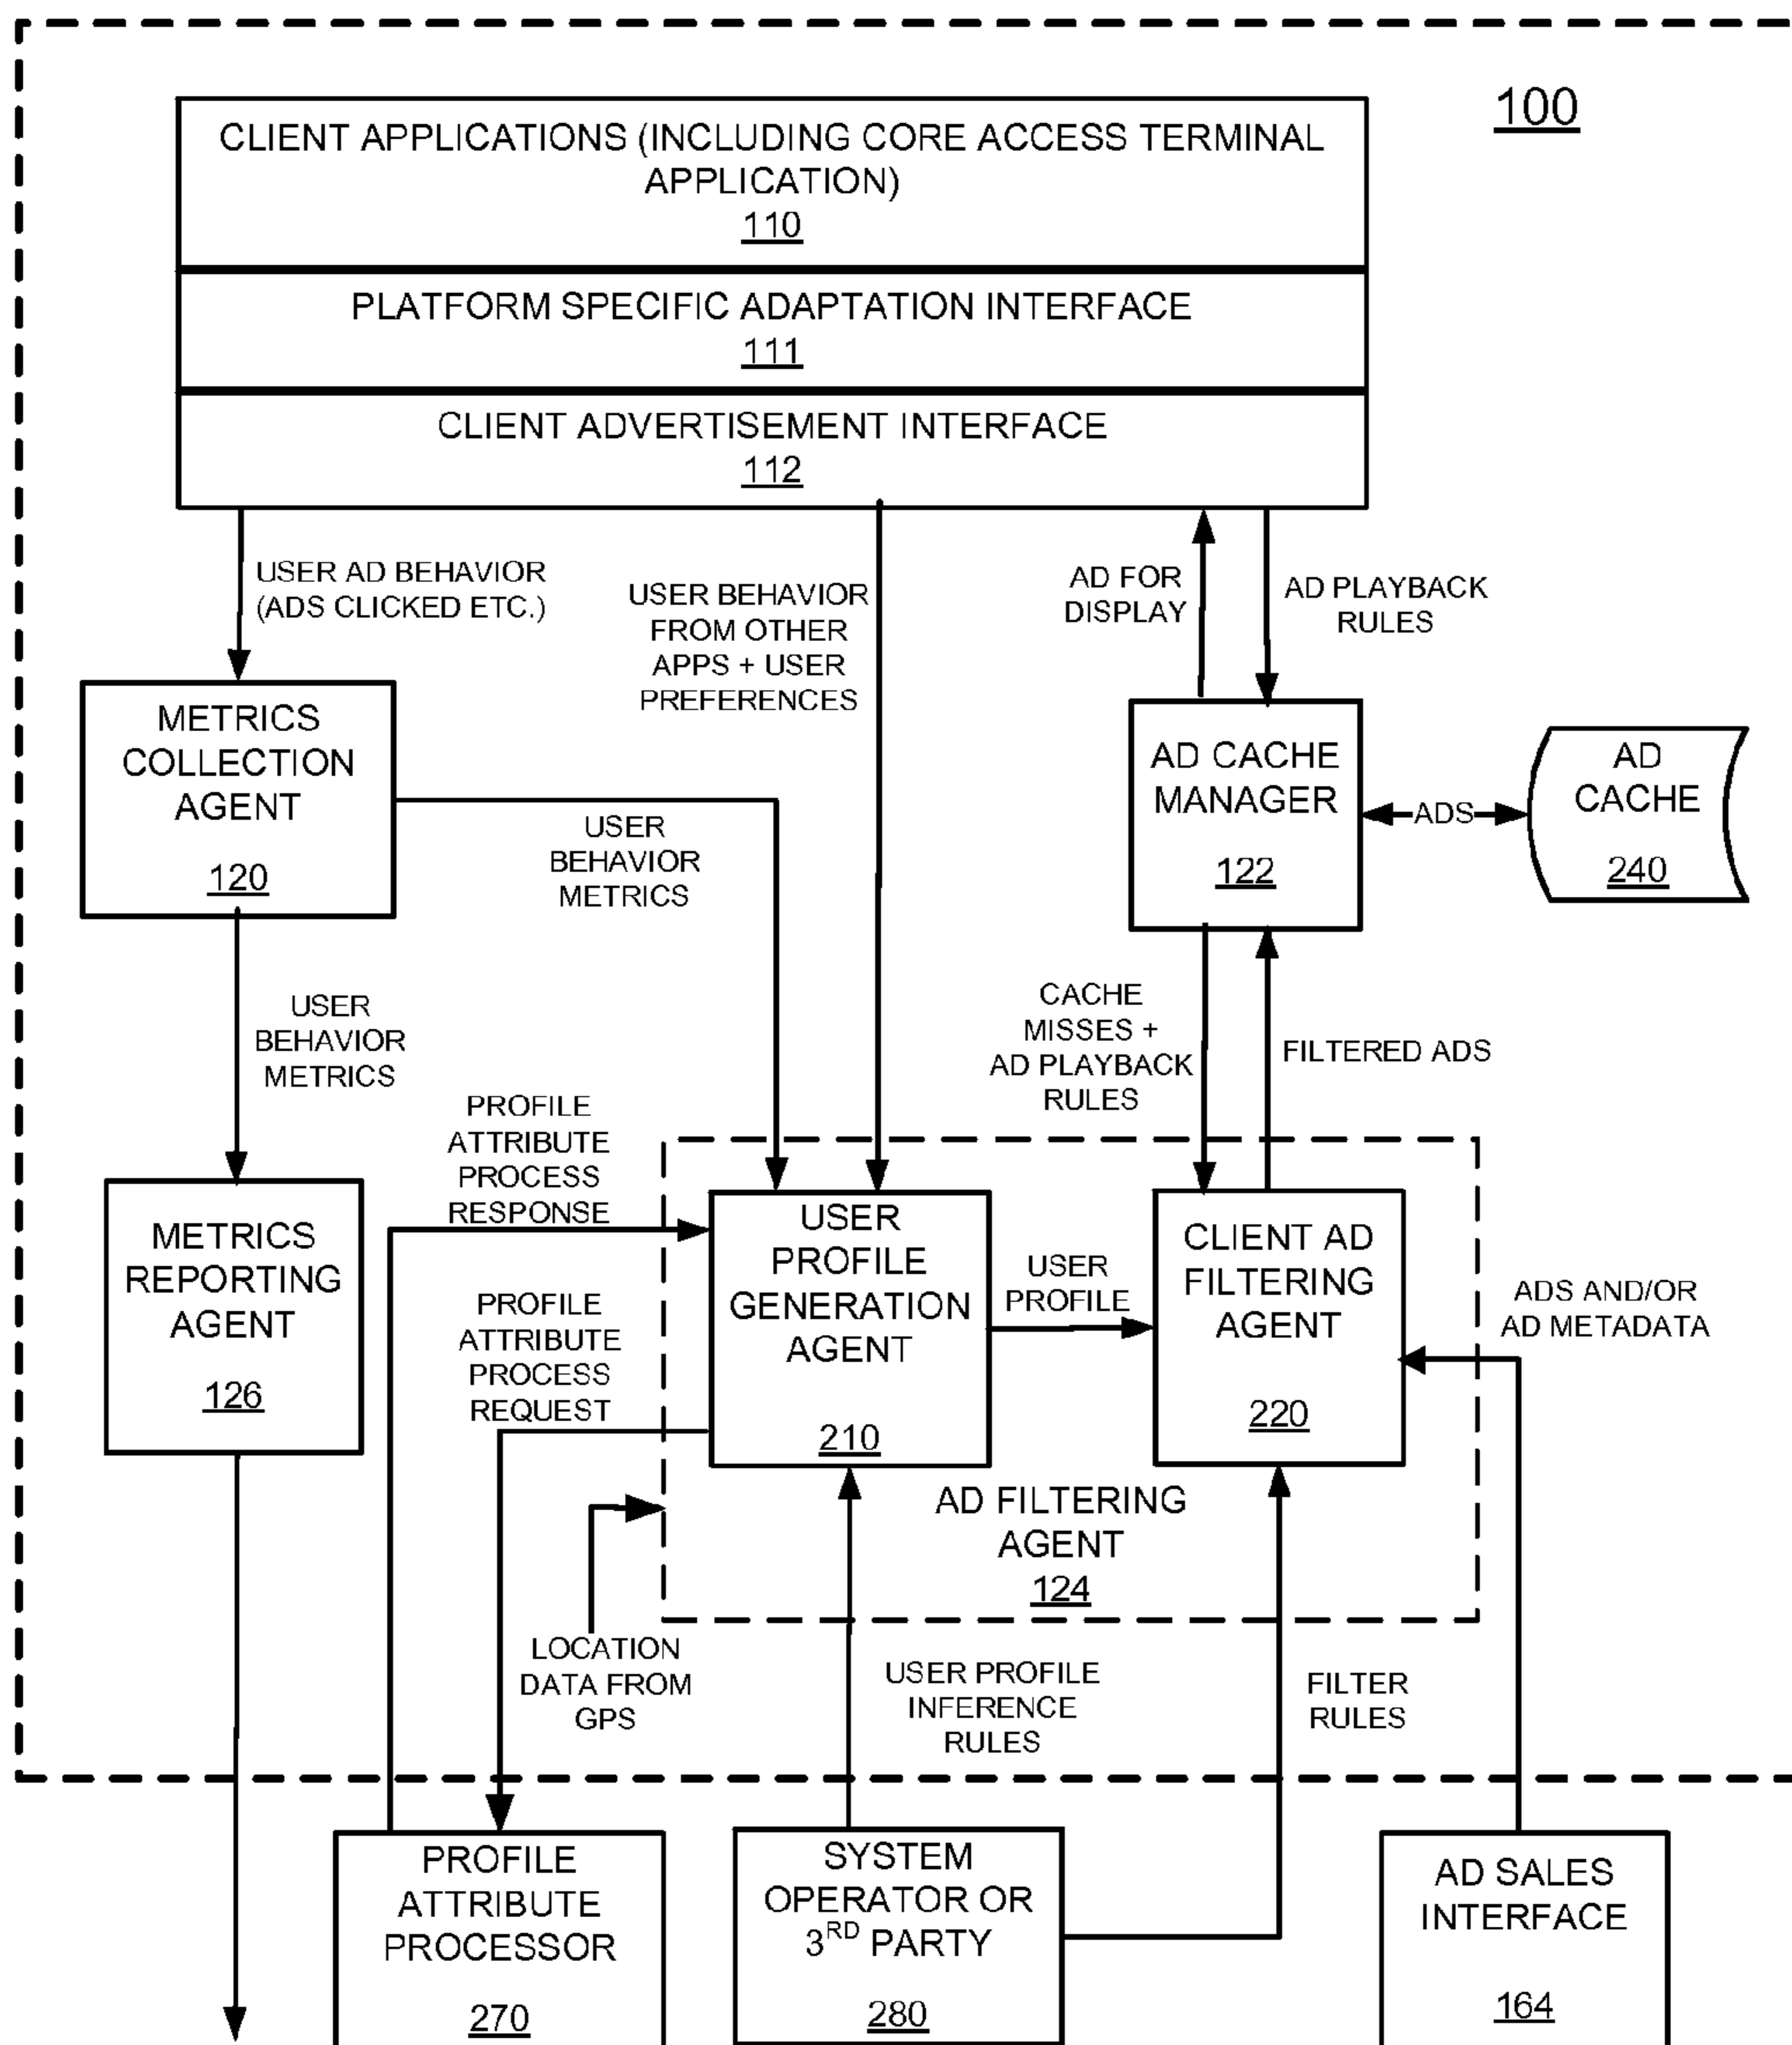 100
CLIENT APPLICATIONS (INCLUDING CORE ACCESS TERMINAL
APPLICATION)
110
PLATFORM SPECIFIC ADAPTATION INTERFACE
111
CLIENT ADVERTISEMENT INTERFACE
112
USER AD BEHAVIOR
(ADS CLICKED ETC.)
USER BEHAVIOR
FROM OTHER
APPS + USER
PREFERENCES
AD FOR
DISPLAY
AD PLAYBACK
RULES
METRICS
COLLECTION
AGENT
120
USER
BEHAVIOR
METRICS
AD CACHE
MANAGER
122
ADS
AD
CACHE
240
USER
BEHAVIOR
METRICS
CACHE
MISSES +
AD PLAYBACK
RULES
FILTERED ADS
PROFILE
ATTRIBUTE
PROCESS
RESPONSE
METRICS
REPORTING
AGENT
126
PROFILE
ATTRIBUTE
PROCESS
REQUEST
USER
PROFILE
GENERATION
AGENT
210
USER
PROFILE
CLIENT AD
FILTERING
AGENT
220
ADS AND/OR
AD METADATA
AD FILTERING
AGENT
124
LOCATION
DATA FROM
GPS
USER PROFILE
INFERENCE
RULES
FILTER
RULES
PROFILE
ATTRIBUTE
PROCESSOR
270
SYSTEM
OPERATOR OR
3RD PARTY
280
AD SALES
INTERFACE
164